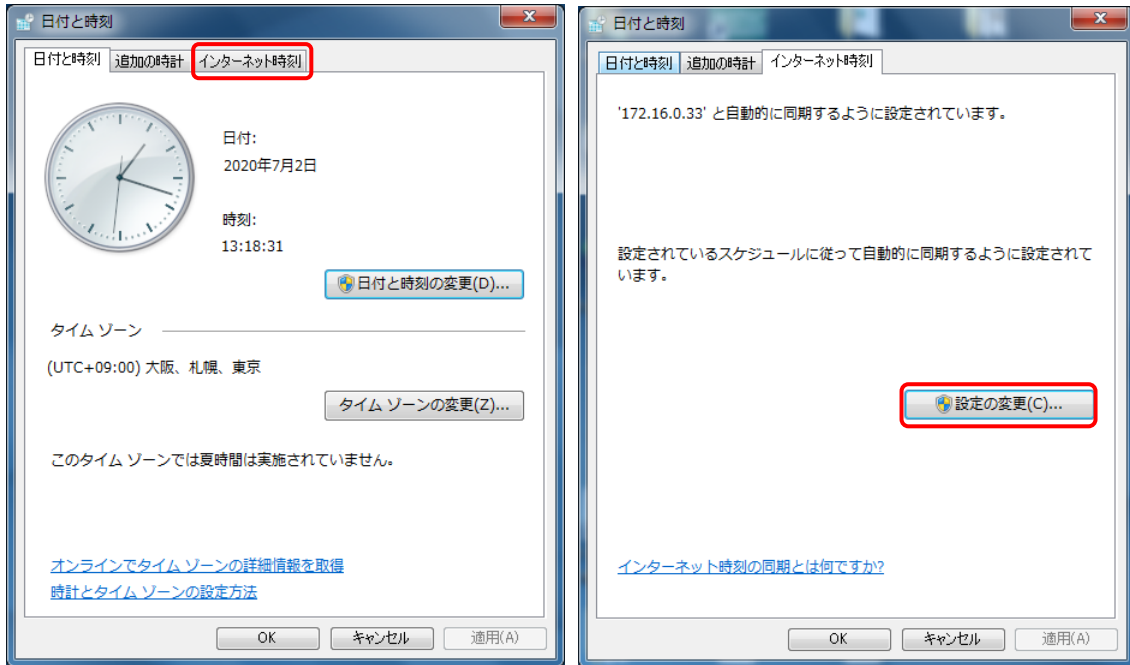 日付と時刻
日付と時刻 追加の時計 インターネット時刻
日付:
2020年7月2日
時刻:
13:18:31
日付と時刻の変更(D)...
タイム ゾーン
(UTC+09:00) 大阪、札幌、東京
タイム ゾーンの変更(Z)...
このタイム ゾーンでは夏時間は実施されていません。
オンラインでタイム ゾーンの詳細情報を取得
時計とタイム ゾーンの設定方法
OK キャンセル 適用(A)
日付と時刻
日付と時刻 追加の時計 インターネット時刻
'172.16.0.33' と自動的に同期するように設定されています。
設定されているスケジュールに従って自動的に同期するように設定されて
います。
設定の変更(C)...
インターネット時刻の同期とは何ですか?
OK キャンセル 適用(A)